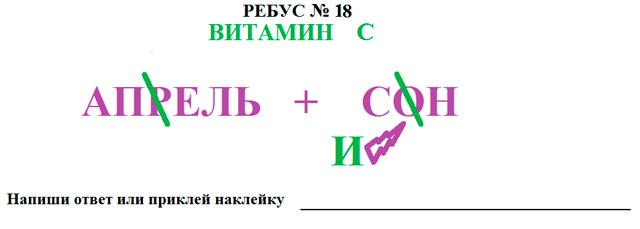 РЕБУС № 18
ВИТАМИН С
АПРЕЛЬ + СОН
И
Напиши ответ или приклей наклейку